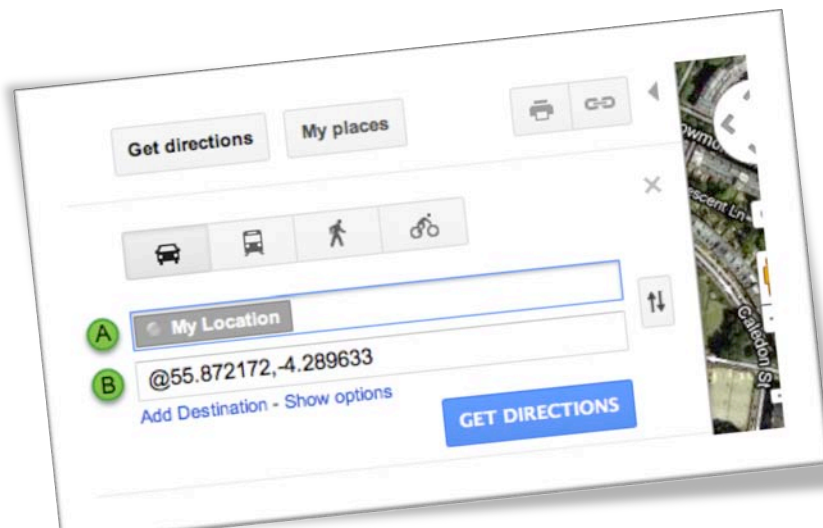 Get directions My places
A My Location
B @55.872172,-4.289633
Add Destination - Show options
GET DIRECTIONS
escent Ln
Caledon St